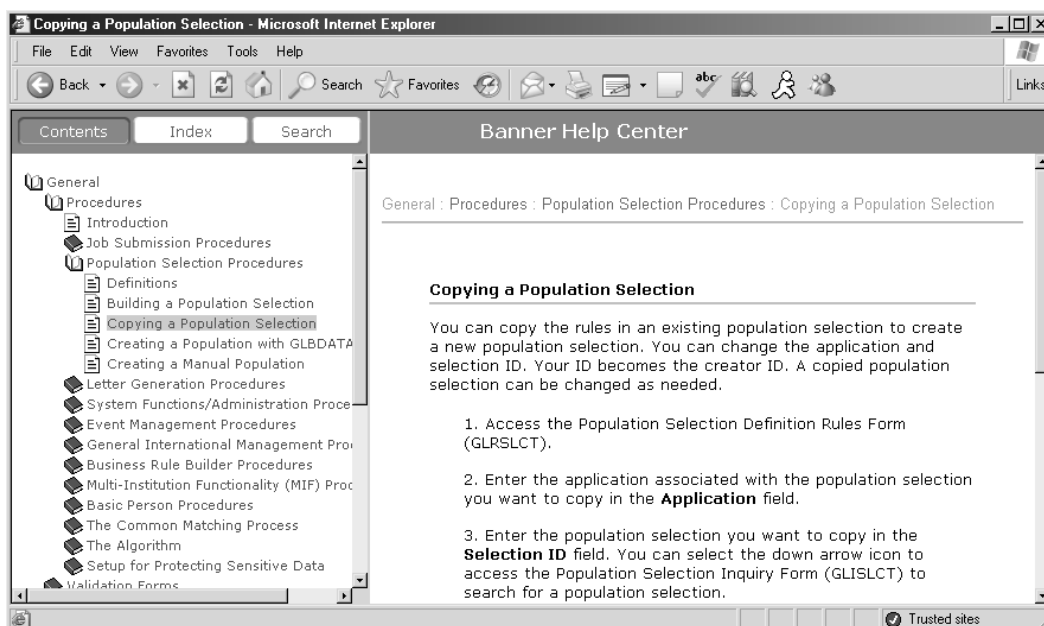 Copying a Population Selection - Microsoft Internet Explorer
File Edit View Favorites Tools Help
Back Search Favorites abc Links
Contents Index Search
Banner Help Center
General
Procedures
Introduction
Job Submission Procedures
Population Selection Procedures
Definitions
Building a Population Selection
Copying a Population Selection
Creating a Population with GLBDATA
Creating a Manual Population
Letter Generation Procedures
System Functions/Administration Proce
Event Management Procedures
General International Management Pro
Business Rule Builder Procedures
Multi-Institution Functionality (MIF) Proc
Basic Person Procedures
The Common Matching Process
The Algorithm
Setup for Protecting Sensitive Data
Validation Forms
General : Procedures : Population Selection Procedures : Copying a Population Selection
Copying a Population Selection
You can copy the rules in an existing population selection to create
a new population selection. You can change the application and
selection ID. Your ID becomes the creator ID. A copied population
selection can be changed as needed.
1. Access the Population Selection Definition Rules Form
(GLRSLCT).
2. Enter the application associated with the population selection
you want to copy in the Application field.
3. Enter the population selection you want to copy in the
Selection ID field. You can select the down arrow icon to
access the Population Selection Inquiry Form (GLISLCT) to
search for a population selection.
Trusted sites